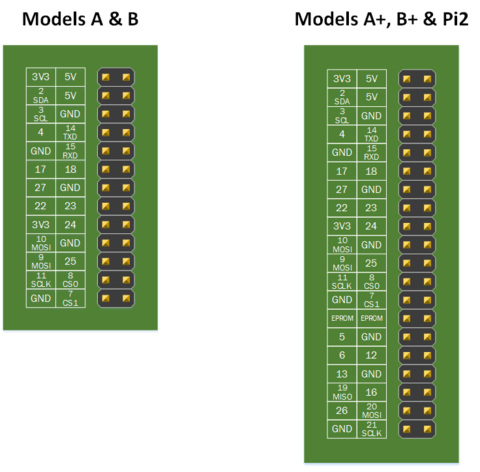 Models A & B
3V3 5V
2 SDA 5V
3 SCL GND
4 14 TXD
GND 15 RXD
17 18
27 GND
22 23
3V3 24
10 MOSI GND
9 MOSI 25
11 SCLK 8 CS0
GND 7 CS1
Models A+, B+ & Pi2
3V3 5V
2 SDA 5V
3 SCL GND
4 14 TXD
GND 15 RXD
17 18
27 GND
22 23
3V3 24
10 MOSI GND
9 MOSI 25
11 SCLK 8 CS0
GND 7 CS1
EPROM EPROM
5 GND
6 12
13 GND
19 MISO 16
26 20 MOSI
GND 21 SCLK